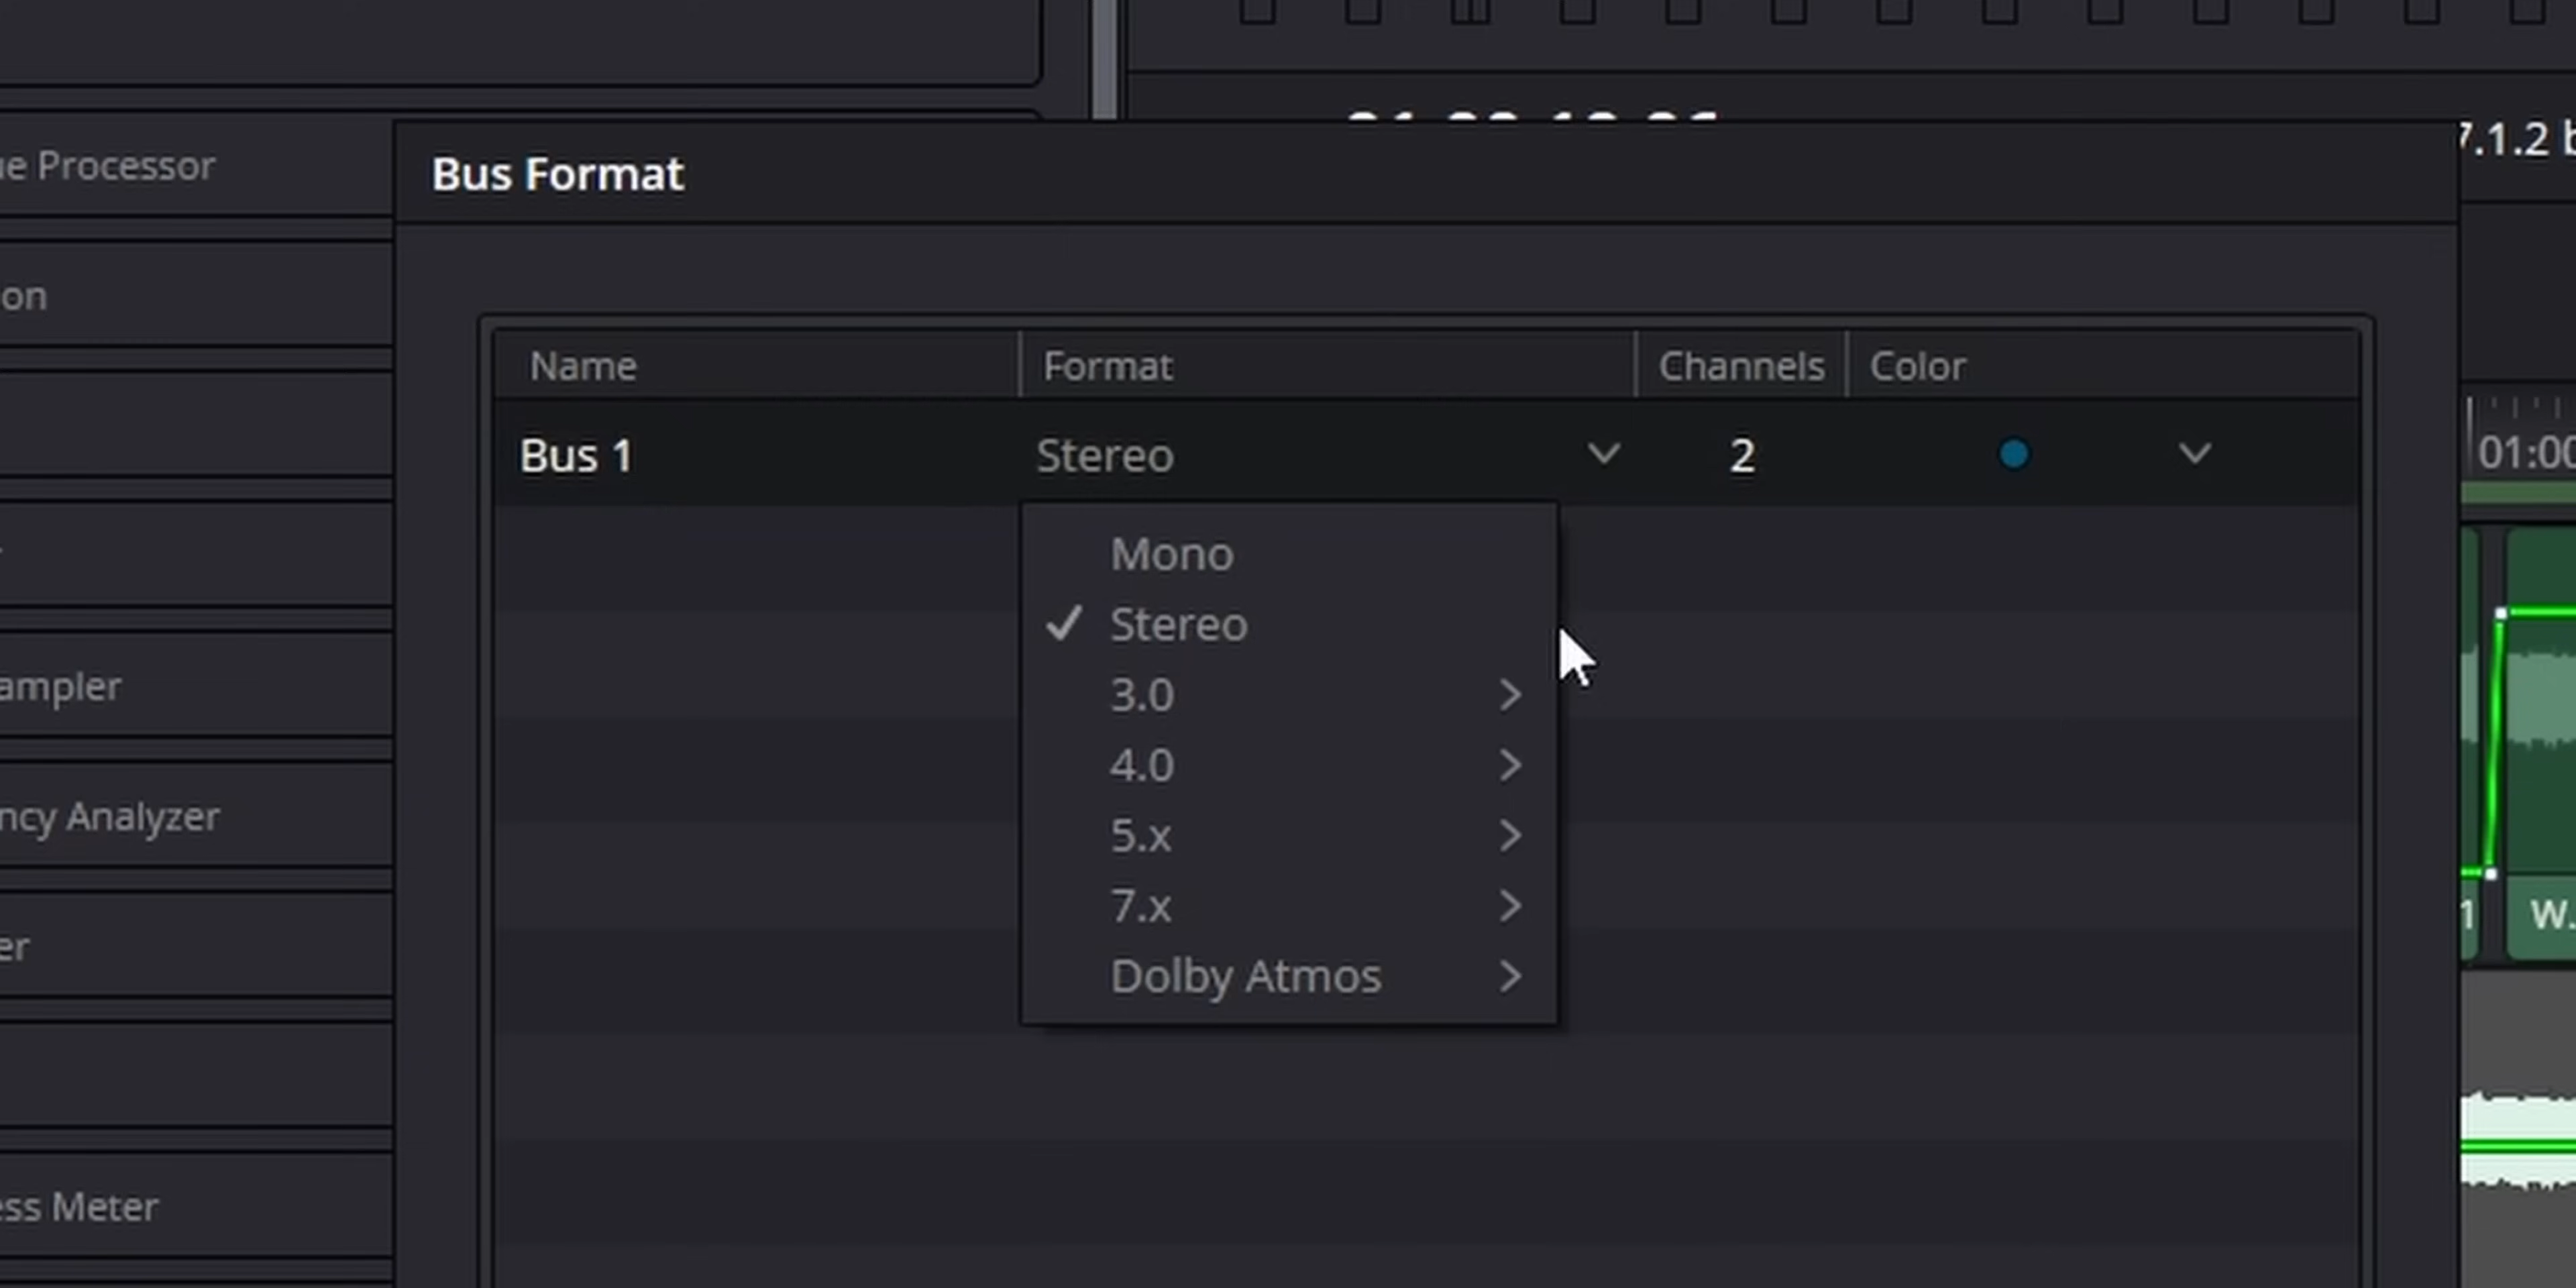 7.1.2
Processor
Bus Format
on
Name Format Channels Color
Bus 1 Stereo 2
01:00
Mono
Stereo
3.0
4.0
5.x
7.x
Dolby Atmos
ampler
ncy Analyzer
er
1 W.
ess Meter